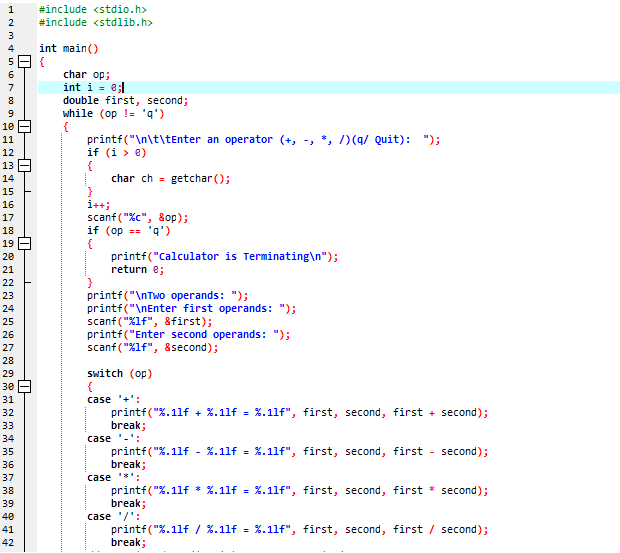 1 #include <stdio.h>
2 #include <stdlib.h>
3
4 int main()
5 {
6 char op;
7 int i = 0;
8 double first, second;
9 while (op != 'q')
10 {
11 printf("\n\t\tEnter an operator (+, -, *, /)(q/ Quit):  ");
12 if (i > 0)
13 {
14 char ch = getchar();
15 }
16 i++;
17 scanf("%c", &op);
18 if (op == 'q')
19 {
20 printf("Calculator is Terminating\n");
21 return 0;
22 }
23 printf("\nTwo operands: ");
24 printf("\nEnter first operands: ");
25 scanf("%lf", &first);
26 printf("Enter second operands: ");
27 scanf("%lf", &second);
28
29 switch (op)
30 {
31 case '+':
32 printf("%.1lf + %.1lf = %.1lf", first, second, first + second);
33 break;
34 case '-':
35 printf("%.1lf - %.1lf = %.1lf", first, second, first - second);
36 break;
37 case '*':
38 printf("%.1lf * %.1lf = %.1lf", first, second, first * second);
39 break;
40 case '/':
41 printf("%.1lf / %.1lf = %.1lf", first, second, first / second);
42 break;